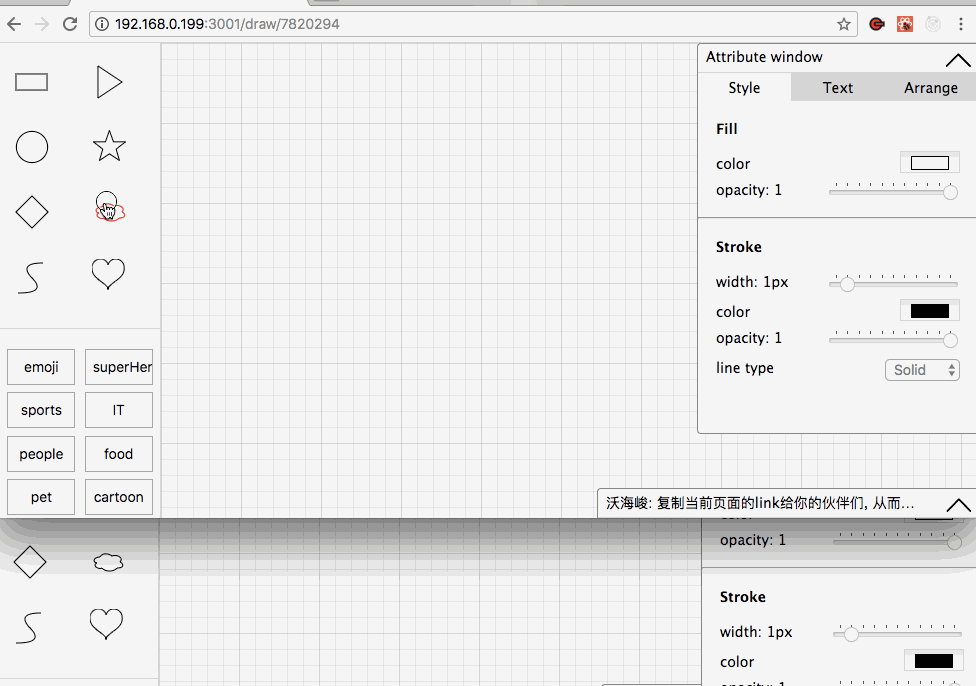 192.168.0.199:3001/draw/7820294
Attribute window
Style Text Arrange
Fill
color
opacity: 1
Stroke
width: 1px
color
opacity: 1
line type Solid
emoji superHer
sports IT
people food
pet cartoon
沃海峻: 复制当前页面的link给你的伙伴们, 从而...
opacity: 1
Stroke
width: 1px
color